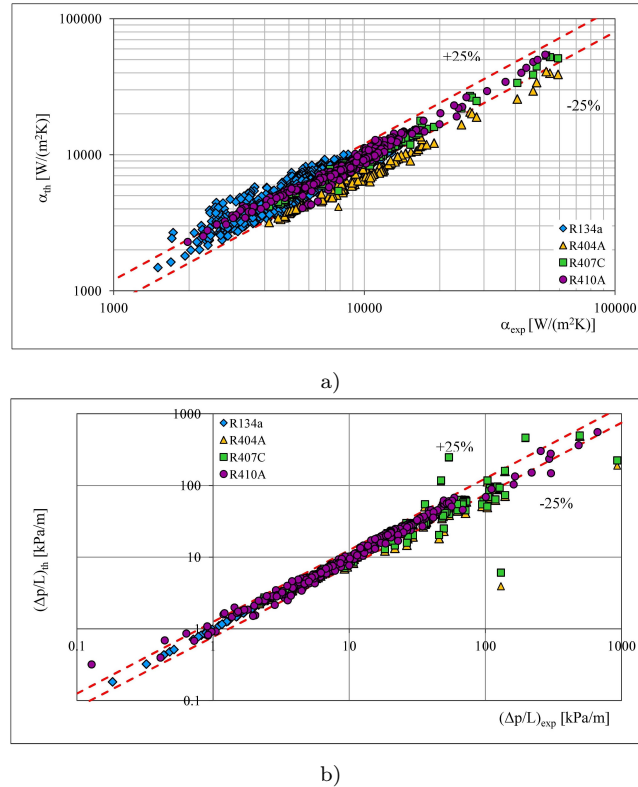 100000
+25%
-25%
α_th [W/(m²K)]
10000
R134a
R404A
R407C
R410A
1000
1000
10000
100000
α_exp [W/(m²K)]
a)
1000
R134a
R404A
R407C
R410A
+25%
-25%
100
(Δp/L)_th [kPa/m]
10
1
0.1
1
10
100
1000
0.1
(Δp/L)_exp [kPa/m]
b)